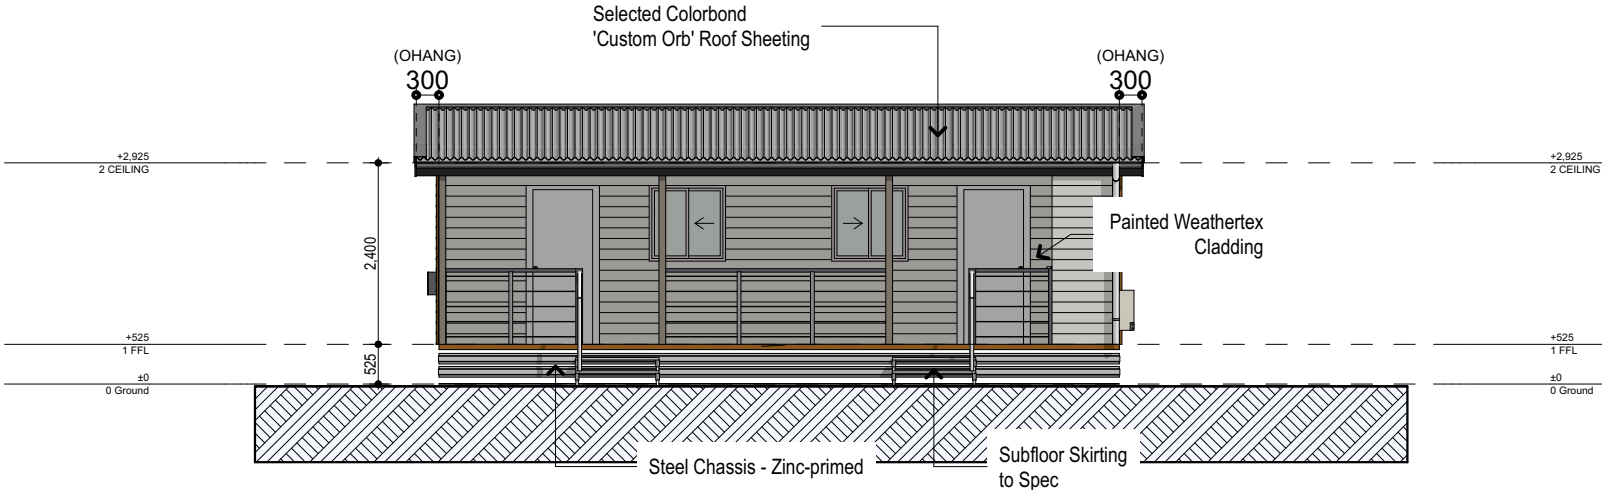 Selected Colorbond
'Custom Orb' Roof Sheeting
(OHANG)
300
(OHANG)
300
+2,925
2 CEILING
+2,925
2 CEILING
2,400
Painted Weathertex
Cladding
+525
1 FFL
+525
1 FFL
525
±0
0 Ground
±0
0 Ground
Steel Chassis - Zinc-primed
Subfloor Skirting
to Spec